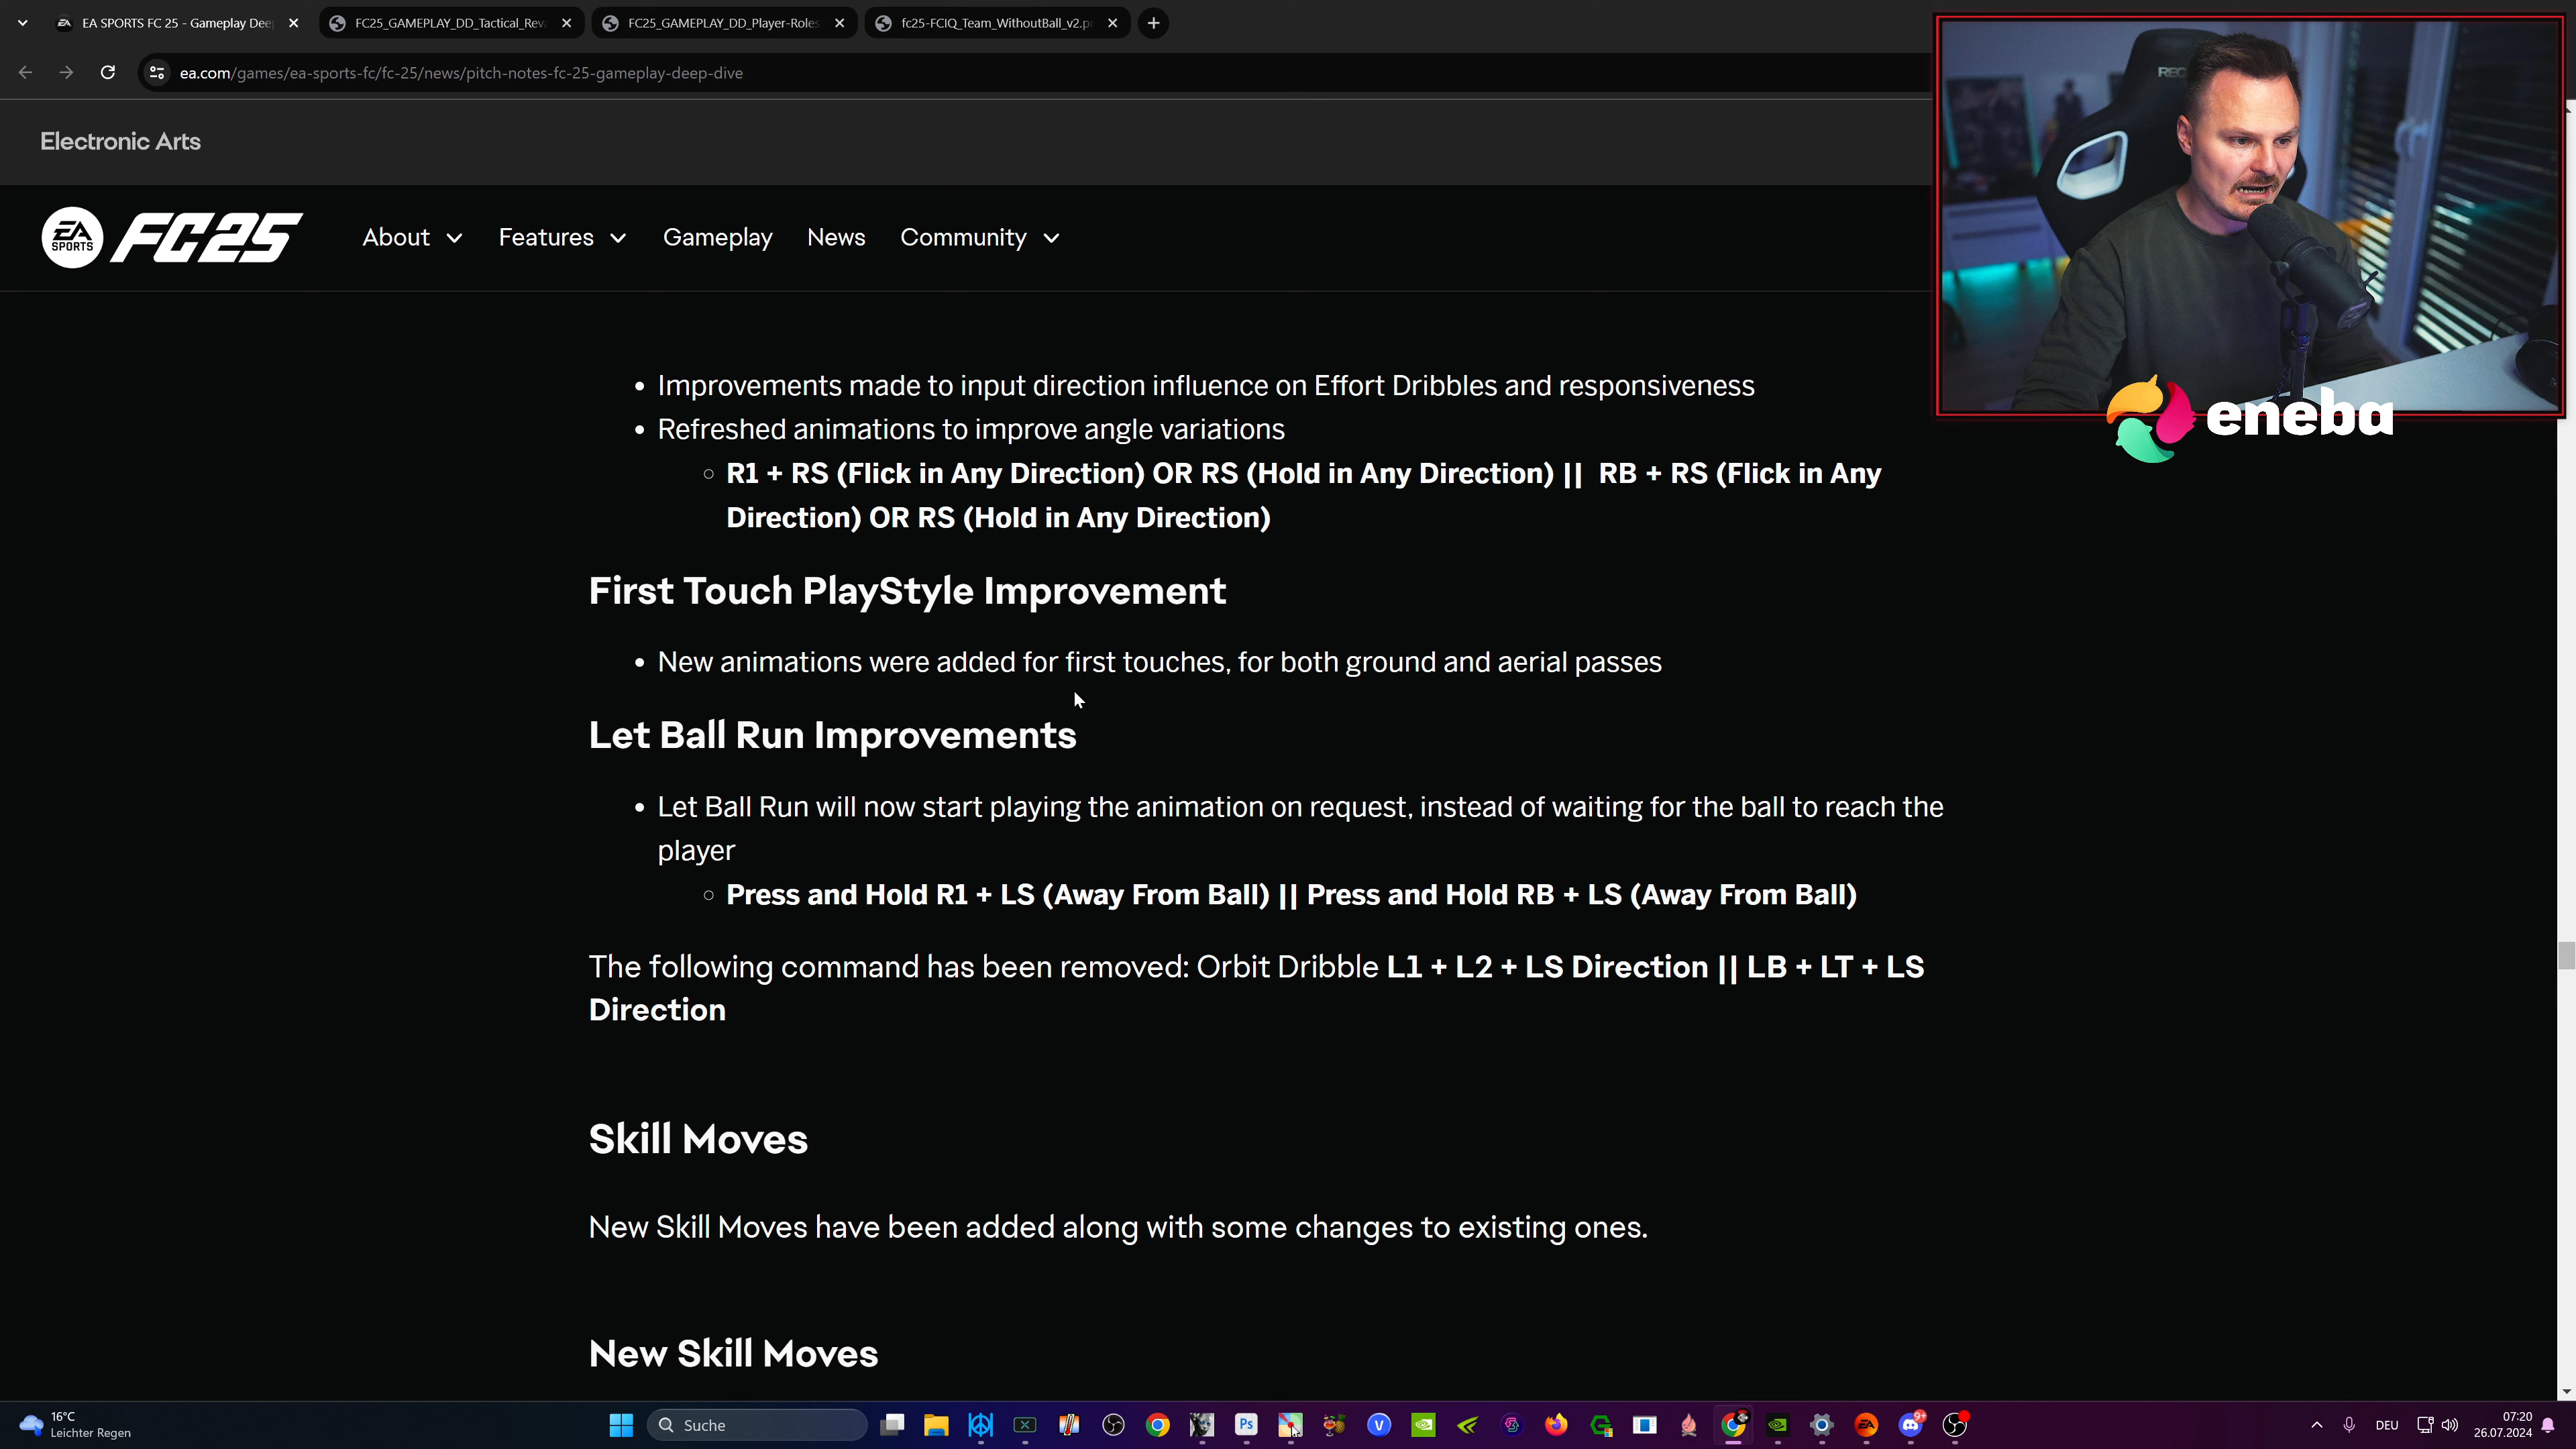 EA SPORTS FC 25 - Gameplay Dee
FC25_GAMEPLAY_DD_Tactical_Rev
FC25_GAMEPLAY_DD_Player-Roles
fc25-FCIQ_Team_WithoutBall_v2.p
ea.com/games/ea-sports-fc/fc-25/news/pitch-notes-fc-25-gameplay-deep-dive
Electronic Arts
EA SPORTS FC25
About
Features
Gameplay
News
Community
REC
eneba
• Improvements made to input direction influence on Effort Dribbles and responsiveness
• Refreshed animations to improve angle variations
◦ R1 + RS (Flick in Any Direction) OR RS (Hold in Any Direction) || RB + RS (Flick in Any
Direction) OR RS (Hold in Any Direction)
First Touch PlayStyle Improvement
• New animations were added for first touches, for both ground and aerial passes
Let Ball Run Improvements
• Let Ball Run will now start playing the animation on request, instead of waiting for the ball to reach the
player
◦ Press and Hold R1 + LS (Away From Ball) || Press and Hold RB + LS (Away From Ball)
The following command has been removed: Orbit Dribble L1 + L2 + LS Direction || LB + LT + LS
Direction
Skill Moves
New Skill Moves have been added along with some changes to existing ones.
New Skill Moves
16°C
Leichter Regen
Suche
Ps
V
EA
9+
DEU
07:20
26.07.2024